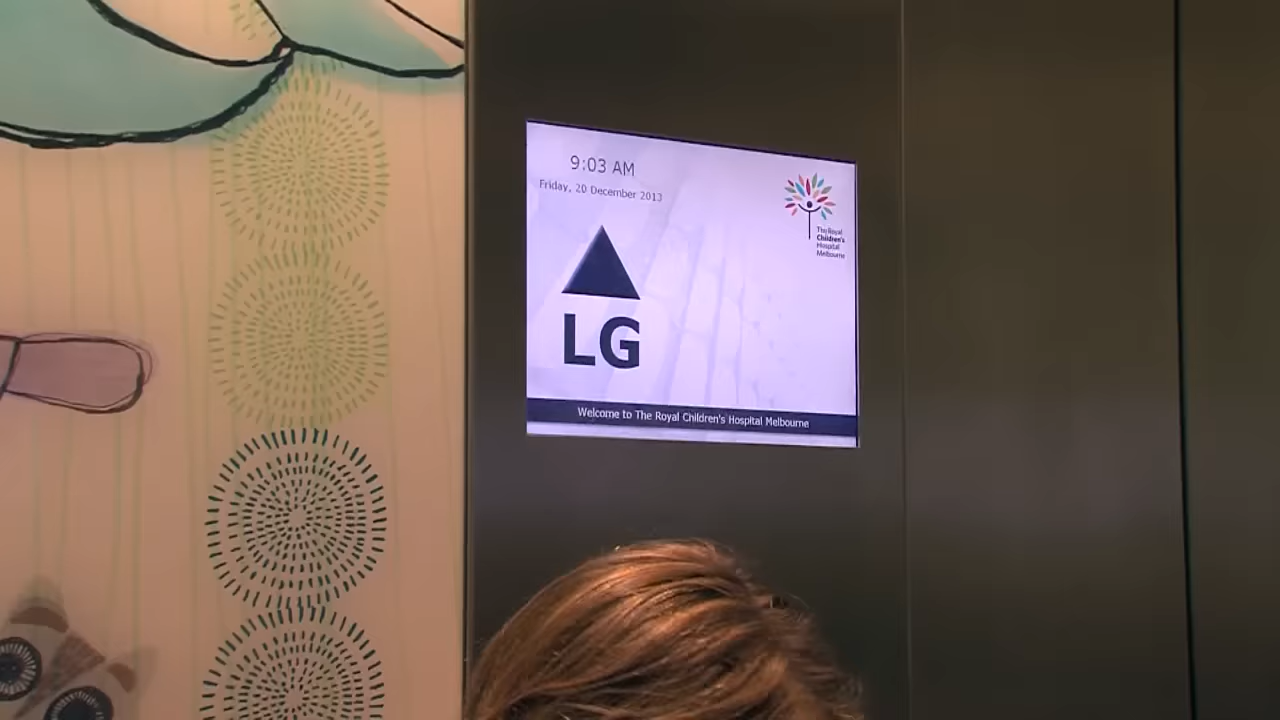 9:03 AM
Friday, 20 December 2013
The Royal
Children's
Hospital
Melbourne
LG
Welcome to The Royal Children's Hospital Melbourne